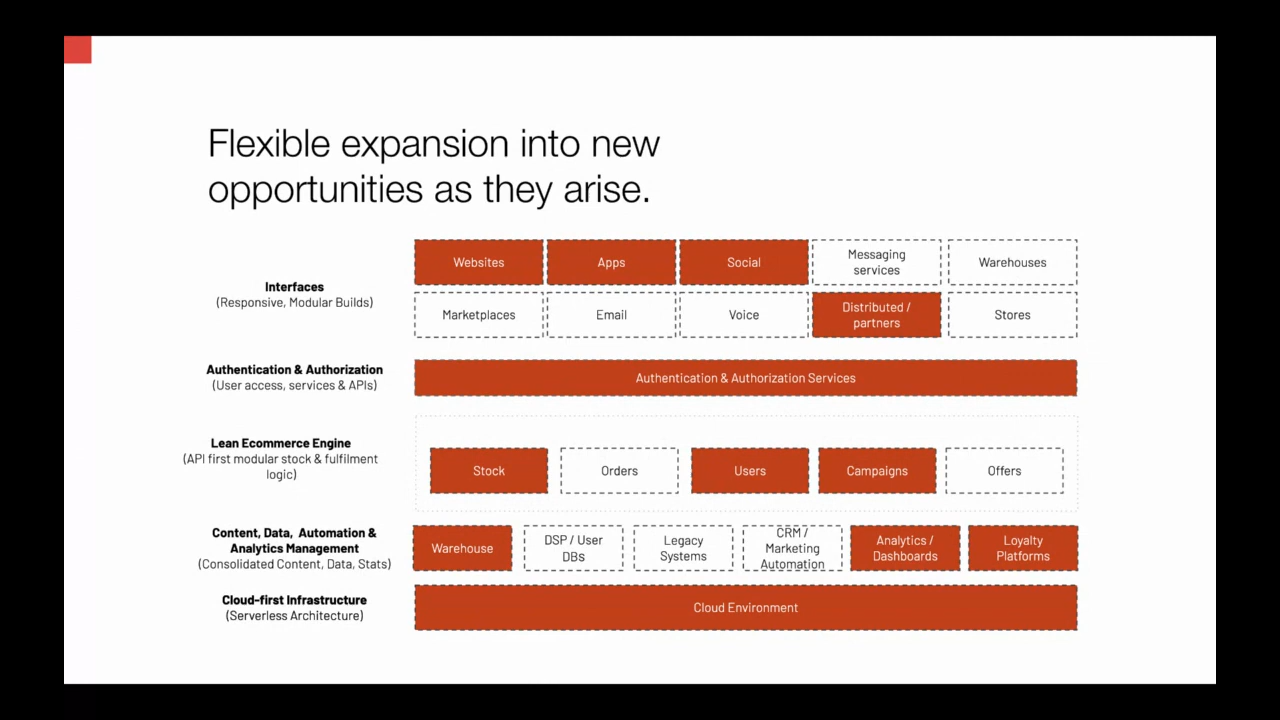 Flexible expansion into new
opportunities as they arise.
Interfaces
(Responsive, Modular Builds)
Websites
Apps
Social
Messaging
services
Warehouses
Marketplaces
Email
Voice
Distributed /
partners
Stores
Authentication & Authorization
(User access, services & APIs)
Authentication & Authorization Services
Lean Ecommerce Engine
(API first modular stock & fulfilment
logic)
Stock
Orders
Users
Campaigns
Offers
Content, Data, Automation &
Analytics Management
(Consolidated Content, Data, Stats)
Warehouse
DSP / User
DBs
Legacy
Systems
CRM /
Marketing
Automation
Analytics /
Dashboards
Loyalty
Platforms
Cloud-first Infrastructure
(Serverless Architecture)
Cloud Environment